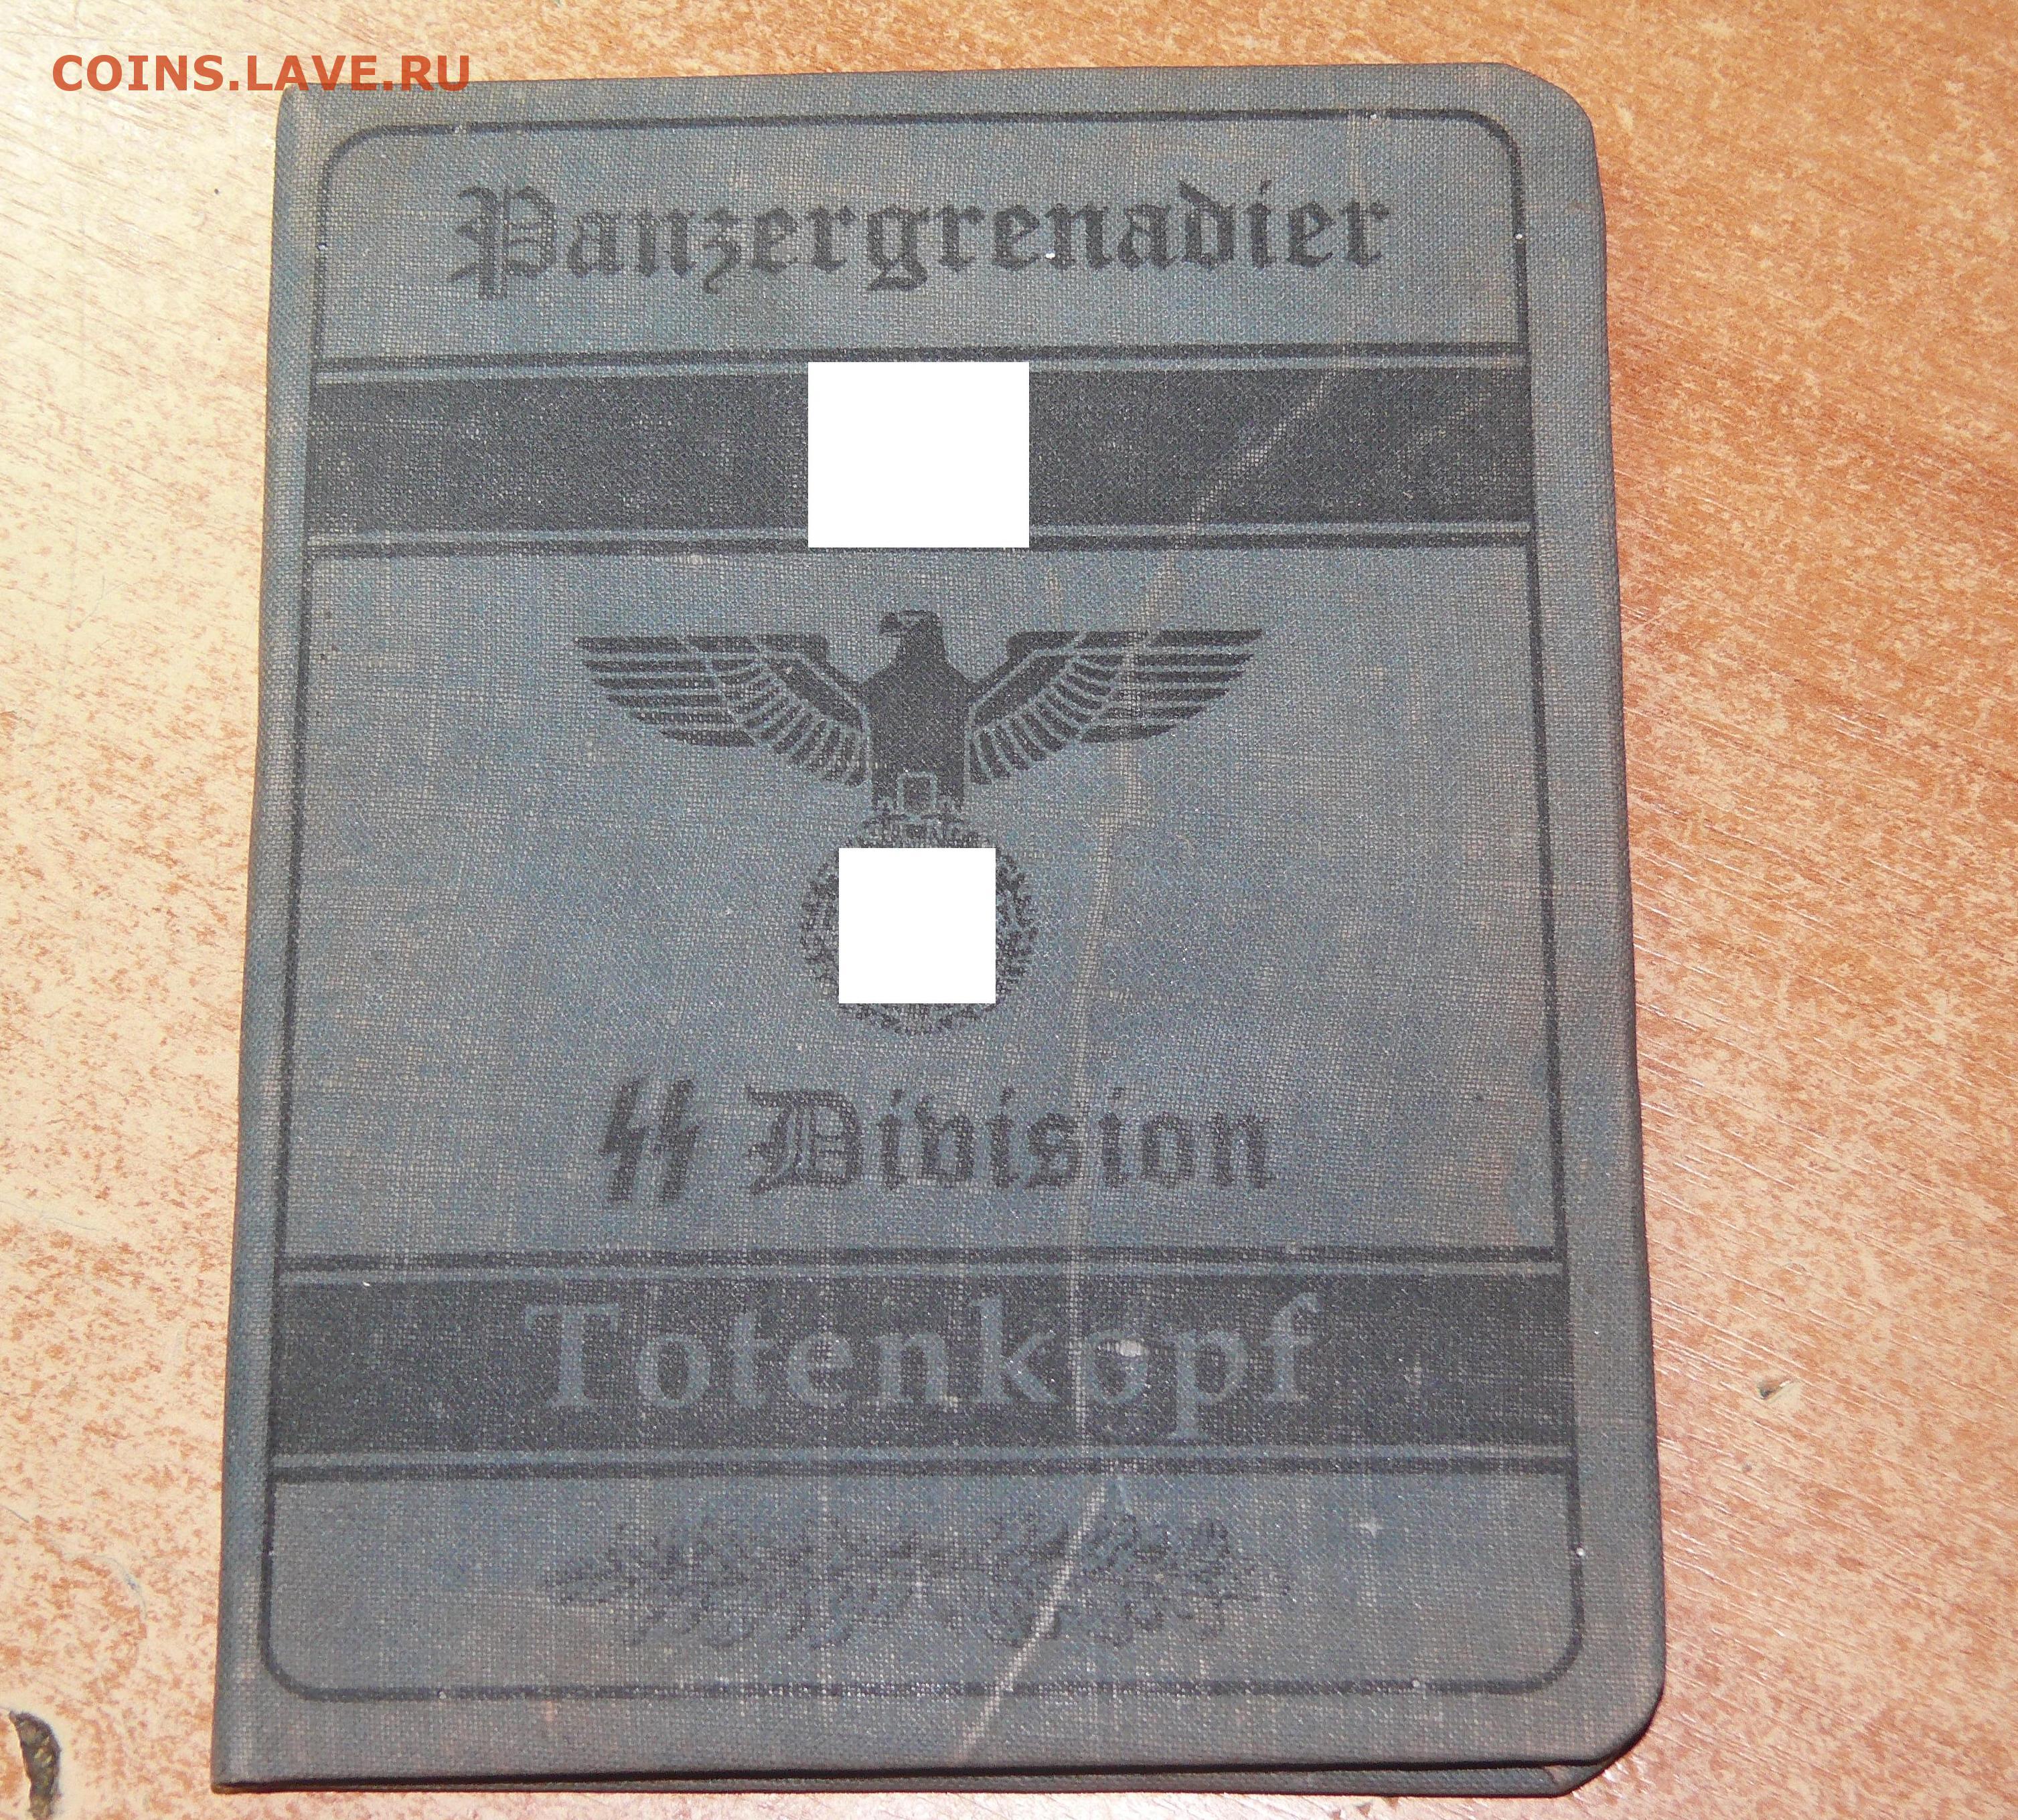 COINS.LAVE.RU
Panzergrenadier
SS Division
Totenkopf